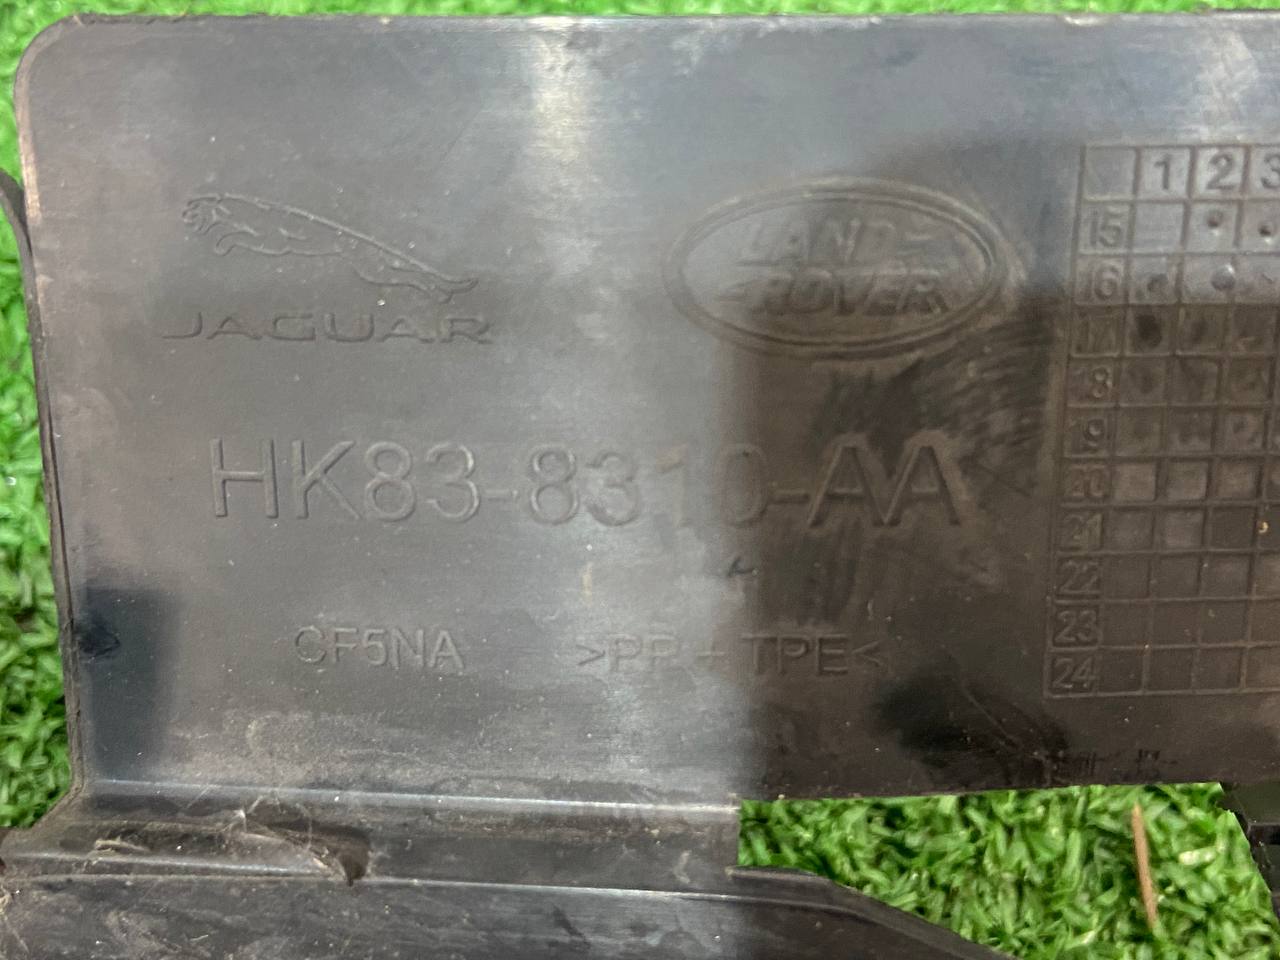 JAGUAR
LAND-
-ROVER
HK83-8310-AA
CF5NA >PP+TPE<
1 2 3
15
16
17
18
19
20
21
22
23
24